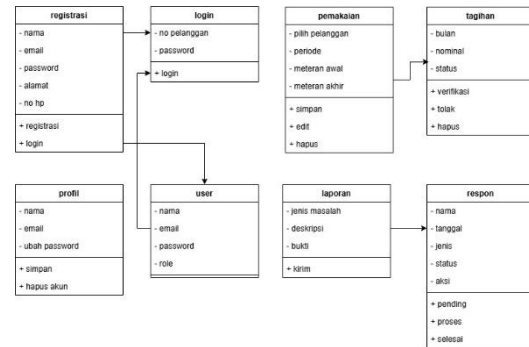 registrasi
- nama
- email
- password
- alamat
- no hp
+ registrasi
+ login
login
- no pelanggan
- password
+ login
pemakaian
- pilih pelanggan
- periode
- meteran awal
- meteran akhir
+ simpan
+ edit
+ hapus
tagihan
- bulan
- nominal
- status
+ verifikasi
+ tolak
+ hapus
profil
- nama
- email
- ubah password
+ simpan
+ hapus akun
user
- nama
- email
- password
- role
laporan
- jenis masalah
- deskripsi
- bukti
+ kirim
respon
- nama
- tanggal
- jenis
- status
- aksi
+ pending
+ proses
+ selesai